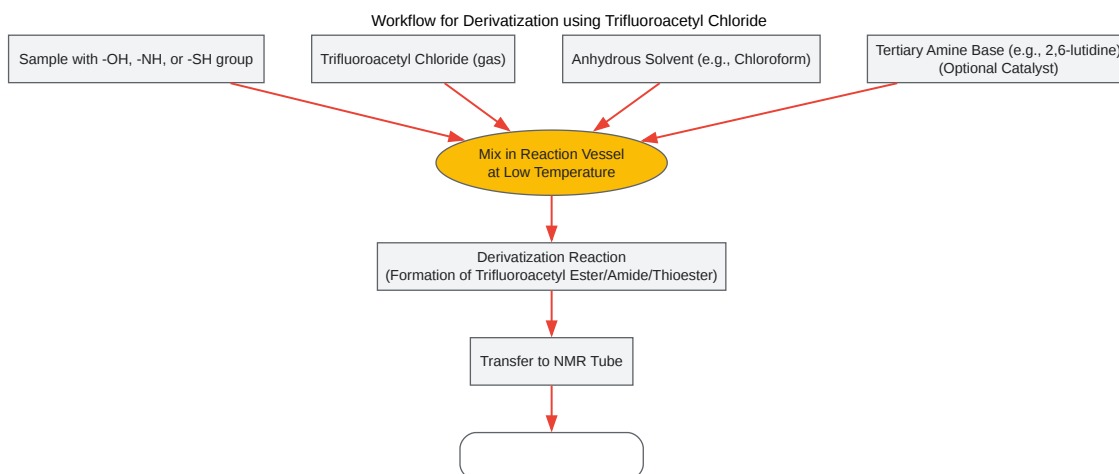 Workflow for Derivatization using Trifluoroacetyl Chloride
Sample with -OH, -NH, or -SH group
Trifluoroacetyl Chloride (gas)
Anhydrous Solvent (e.g., Chloroform)
Tertiary Amine Base (e.g., 2,6-lutidine)
(Optional Catalyst)
Mix in Reaction Vessel
at Low Temperature
Derivatization Reaction
(Formation of Trifluoroacetyl Ester/Amide/Thioester)
Transfer to NMR Tube